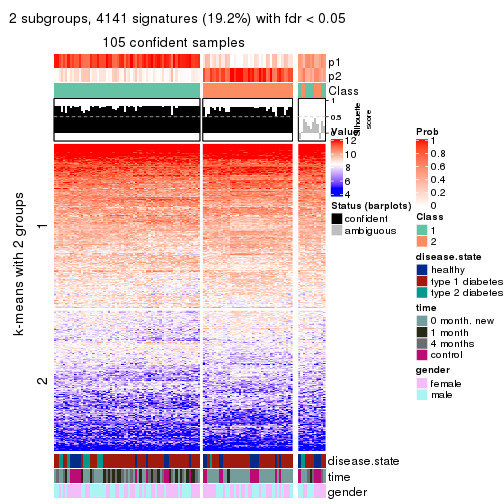 2 subgroups, 4141 signatures (19.2%) with fdr < 0.05
105 confident samples
p1
p2
Class
1
0.5
0
Silhouette
score
k-means with 2 groups
1
2
Value
12
10
8
6
4
Status (barplots)
confident
ambiguous
Prob
1
0.8
0.6
0.4
0.2
0
Class
1
2
disease.state
healthy
type 1 diabetes
type 2 diabetes
time
0 month. new
1 month
4 months
control
gender
female
male
disease.state
time
gender